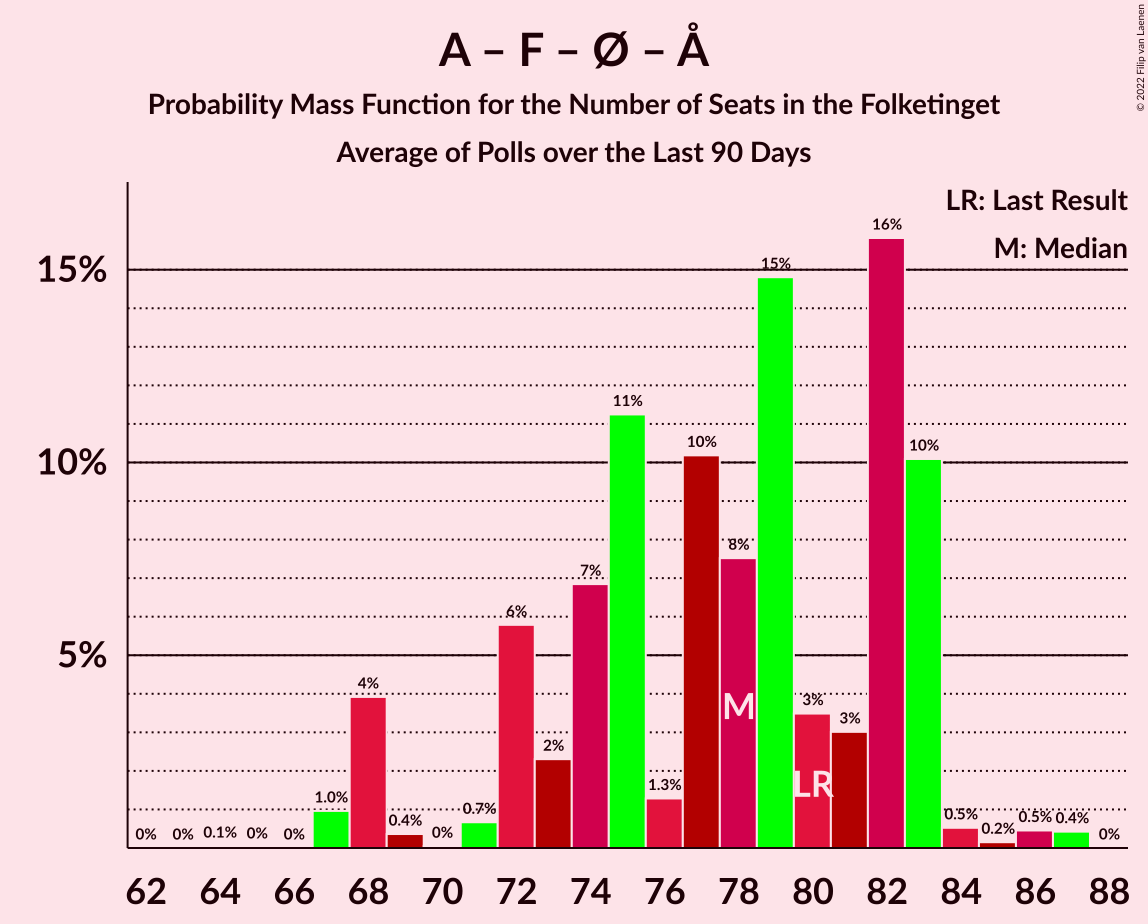 A – F – Ø – Å
Probability Mass Function for the Number of Seats in the Folketinget
Average of Polls over the Last 90 Days
© 2022 Filip van Laenen
LR: Last Result
M: Median
15%
10%
5%
0% 0% 0.1% 0% 0% 1.0% 4% 0.4% 0% 0.7% 6% 2% 7% 11% 1.3% 10% 8% 15% 3% 3% 16% 10% 0.5% 0.2% 0.5% 0.4% 0%
M
LR
62 64 66 68 70 72 74 76 78 80 82 84 86 88